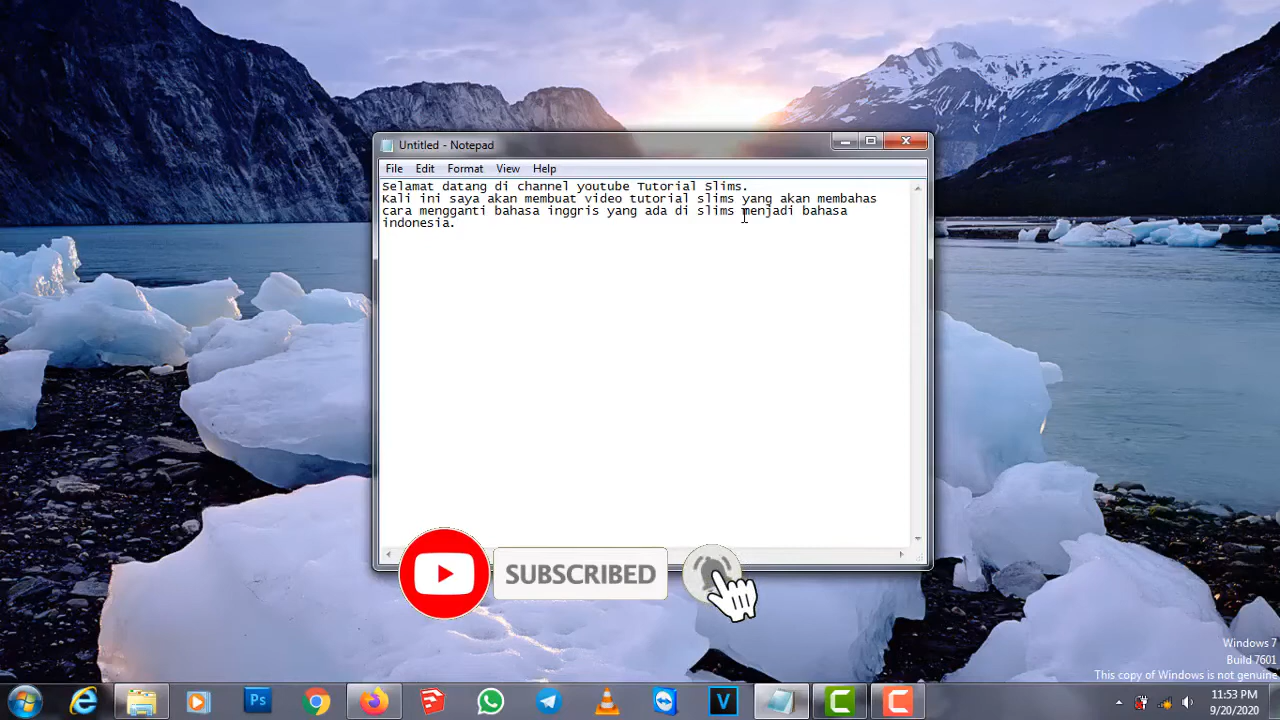 Untitled - Notepad
File Edit Format View Help
Selamat datang di channel youtube Tutorial Slims.
Kali ini saya akan membuat video tutorial slims yang akan membahas
cara mengganti bahasa inggris yang ada di slims menjadi bahasa
indonesia.
SUBSCRIBED
Windows 7
Build 7601
This copy of Windows is not genuine
Ps
V
C
C
11:53 PM
9/20/2020